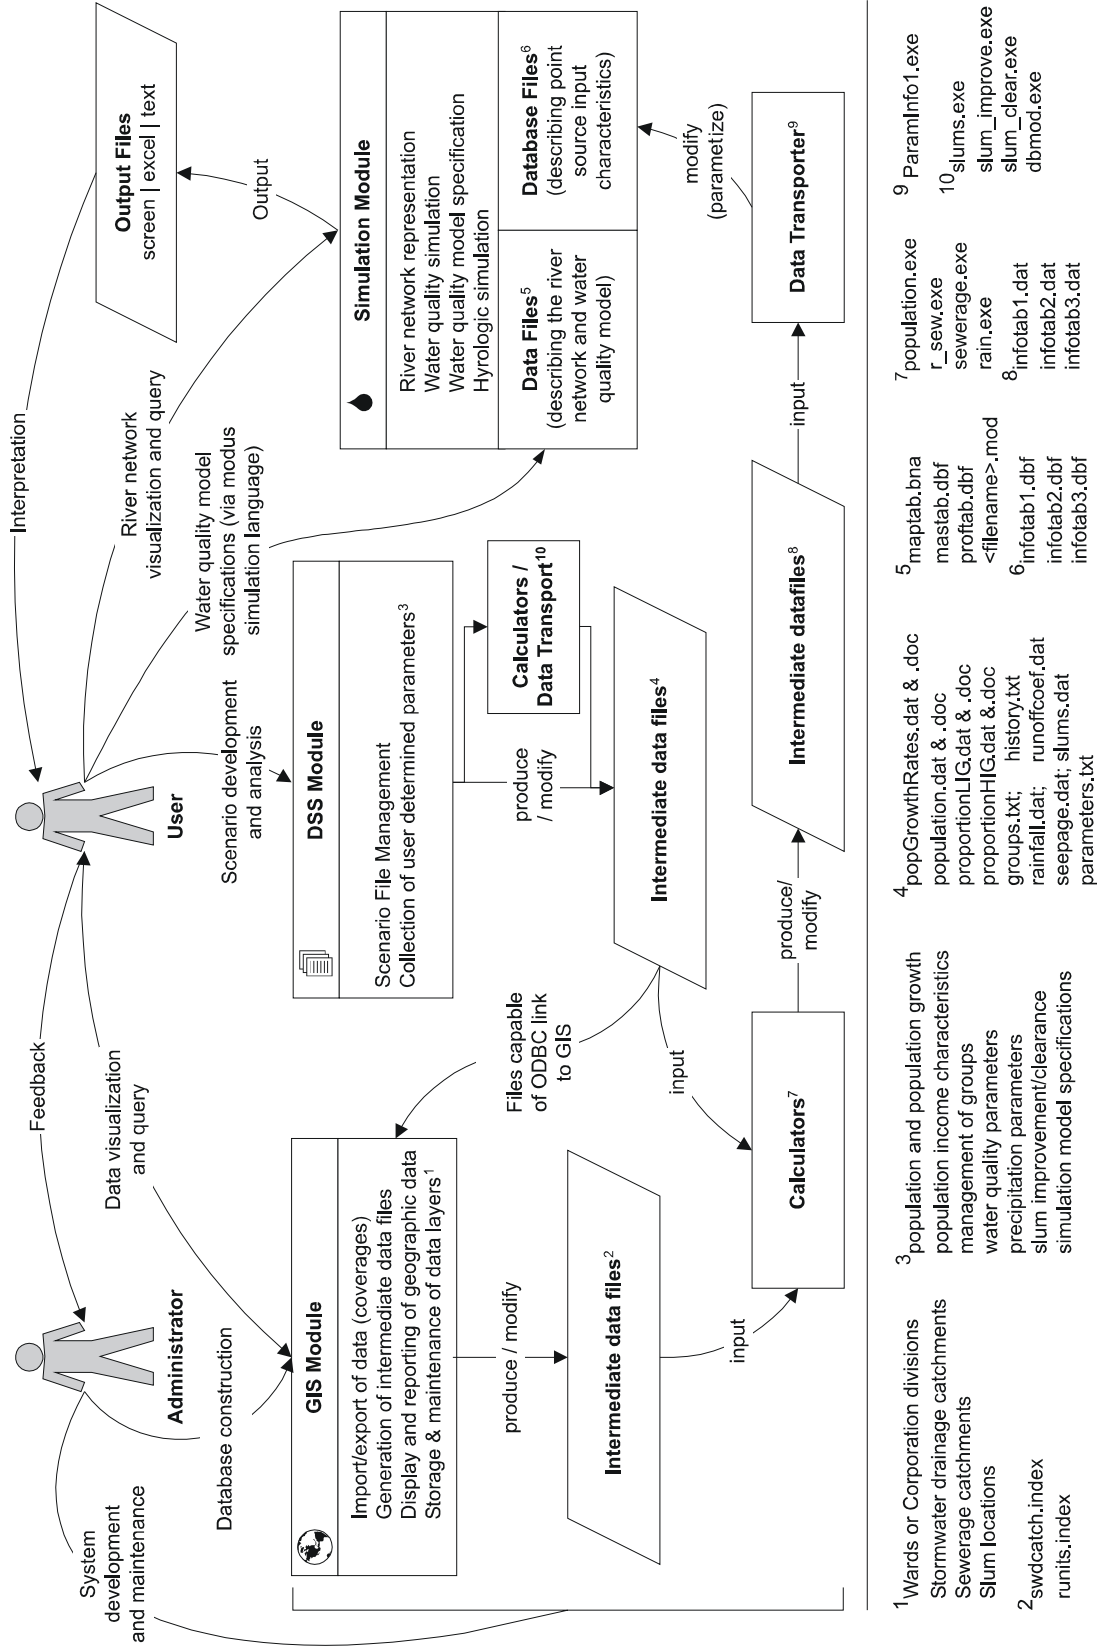 System
development
and maintenance
Administrator
Database construction
Feedback
Data visualization
and query
User
Scenario development
and analysis
Water quality model
specifications (via modus
simulation language)
River network
visualization and query
Interpretation
Output Files
screen | excel | text
Output
GIS Module
Import/export of data (coverages)
Generation of intermediate data files
Display and reporting of geographic data
Storage & maintenance of data layers1
produce / modify
Intermediate data files2
input
Files capable
of ODBC link
to GIS
DSS Module
Scenario File Management
Collection of user determined parameters3
produce
/ modify
Calculators /
Data Transport10
Intermediate data files4
input
Calculators7
produce/
modify
Intermediate datafiles8
input
Data Transporter9
modify
(parametize)
Simulation Module
River network representation
Water quality simulation
Water quality model specification
Hyrologic simulation
Data Files5
(describing the river
network and water
quality model)
Database Files6
(describing point
source input
characteristics)
1Wards or Corporation divisions
Stormwater drainage catchments
Sewerage catchments
Slum locations
2swdcatch.index
runits.index
3population and population growth
population income characteristics
management of groups
water quality parameters
precipitation parameters
slum improvement/clearance
simulation model specifications
4popGrowthRates.dat & .doc
population.dat & .doc
proportionLIG.dat & .doc
proportionHIG.dat &.doc
groups.txt; history.txt
rainfall.dat; runoffcoef.dat
seepage.dat; slums.dat
parameters.txt
5maptab.bna
mastab.dbf
proftab.dbf
<filename>.mod
6infotab1.dbf
infotab2.dbf
infotab3.dbf
7population.exe
r_sew.exe
sewerage.exe
rain.exe
8infotab1.dat
infotab2.dat
infotab3.dat
9ParamInfo1.exe
10slums.exe
slum_improve.exe
slum_clear.exe
dbmod.exe